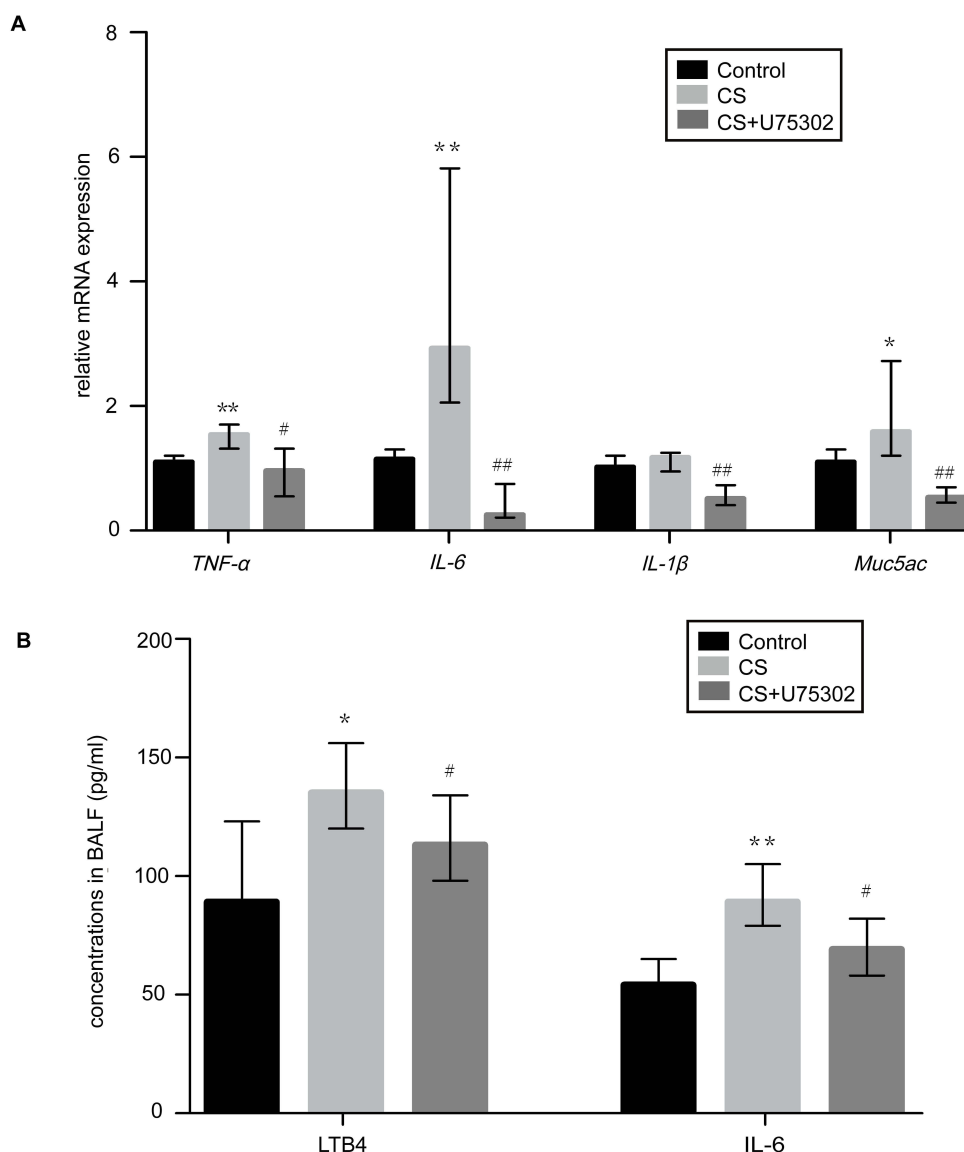 A
8
6
4
2
0
relative mRNA expression
Control
CS
CS+U75302
**
#
**
##
##
*
##
TNF-α
IL-6
IL-1β
Muc5ac
B
200
150
100
50
0
concentrations in BALF (pg/ml)
Control
CS
CS+U75302
*
#
**
#
LTB4
IL-6